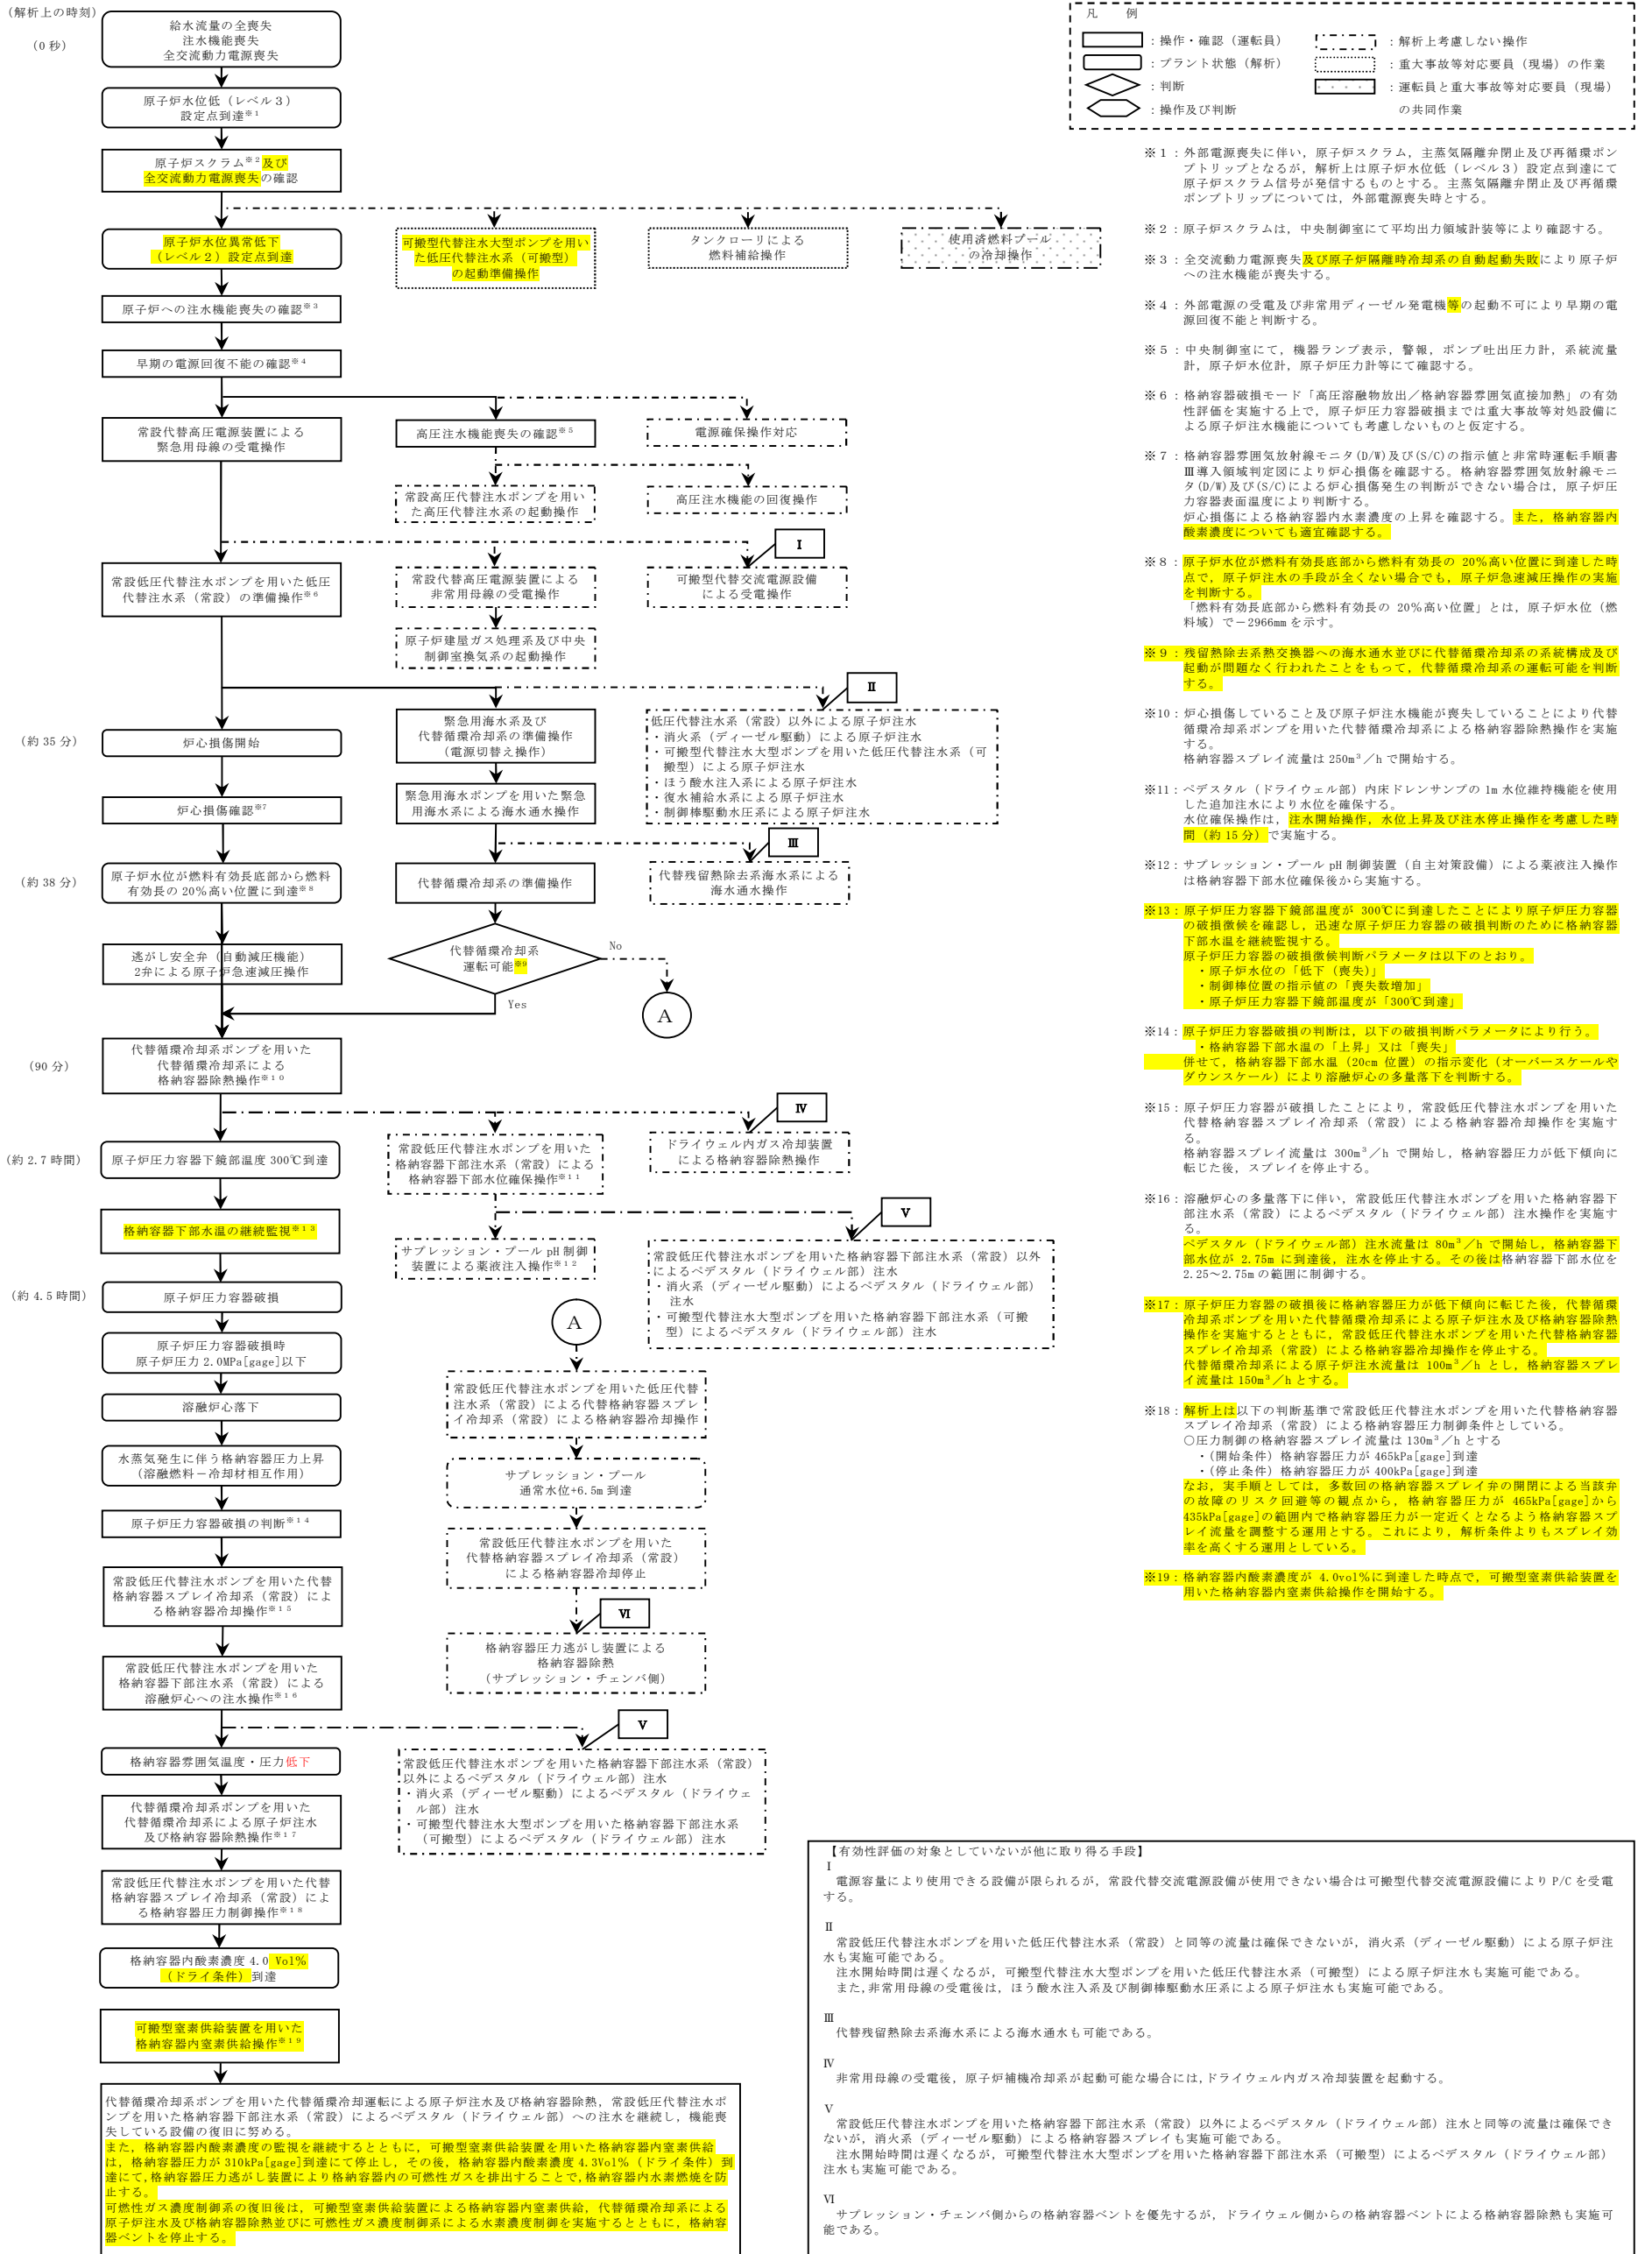 (解析上の時刻)
(0 秒)
給水流量の全喪失
注水機能喪失
全交流動力電源喪失
原子炉水位低（レベル３）
設定点到達※１
原子炉スクラム※２及び
全交流動力電源喪失の確認
原子炉水位異常低下
（レベル２）設定点到達
可搬型代替注水大型ポンプを用い
た低圧代替注水系（可搬型）
の起動準備操作
タンクローリによる
燃料補給操作
使用済燃料プール
の冷却操作
原子炉への注水機能喪失の確認※３
早期の電源回復不能の確認※４
常設代替高圧電源装置による
緊急用母線の受電操作
高圧注水機能喪失の確認※５
電源確保操作対応
常設高圧代替注水ポンプを用い
た高圧代替注水系の起動操作
高圧注水機能の回復操作
Ⅰ
常設低圧代替注水ポンプを用いた低圧
代替注水系（常設）の準備操作※６
常設代替高圧電源装置による
非常用母線の受電操作
可搬型代替交流電源設備
による受電操作
原子炉建屋ガス処理系及び中央
制御室換気系の起動操作
Ⅱ
(約 35 分)
炉心損傷開始
緊急用海水系及び
代替循環冷却系の準備操作
（電源切替え操作）
低圧代替注水系（常設）以外による原子炉注水
・消火系（ディーゼル駆動）による原子炉注水
・可搬型代替注水大型ポンプを用いた低圧代替注水系（可
搬型）による原子炉注水
・ほう酸水注入系による原子炉注水
・復水補給水系による原子炉注水
・制御棒駆動水圧系による原子炉注水
炉心損傷確認※7
緊急用海水ポンプを用いた緊急
用海水系による海水通水操作
Ⅲ
(約 38 分)
原子炉水位が燃料有効長底部から燃料
有効長の 20％高い位置に到達※８
代替循環冷却系の準備操作
代替残留熱除去系海水系による
海水通水操作
逃がし安全弁（自動減圧機能）
2弁による原子炉急速減圧操作
代替循環冷却系
運転可能※9
No
Yes
A
(90 分)
代替循環冷却系ポンプを用いた
代替循環冷却系による
格納容器除熱操作※１０
Ⅳ
(約 2.7 時間)
原子炉圧力容器下鏡部温度 300℃到達
常設低圧代替注水ポンプを用いた
格納容器下部注水系（常設）による
格納容器下部水位確保操作※１１
ドライウェル内ガス冷却装置
による格納容器除熱操作
Ⅴ
格納容器下部水温の継続監視※１３
サプレッション・プール pH 制御
装置による薬液注入操作※１２
常設低圧代替注水ポンプを用いた格納容器下部注水系（常設）以外
によるペデスタル（ドライウェル部）注水
・消火系（ディーゼル駆動）によるペデスタル（ドライウェル部）
注水
・可搬型代替注水大型ポンプを用いた格納容器下部注水系（可搬
型）によるペデスタル（ドライウェル部）注水
(約 4.5 時間)
原子炉圧力容器破損
原子炉圧力容器破損時
原子炉圧力 2.0MPa[gage]以下
溶融炉心落下
水蒸気発生に伴う格納容器圧力上昇
（溶融燃料－冷却材相互作用）
原子炉圧力容器破損の判断※１４
常設低圧代替注水ポンプを用いた代替
格納容器スプレイ冷却系（常設）によ
る格納容器冷却操作※１５
常設低圧代替注水ポンプを用いた
格納容器下部注水系（常設）による
溶融炉心への注水操作※１６
A
常設低圧代替注水ポンプを用いた低圧代替
注水系（常設）による代替格納容器スプレ
イ冷却系（常設）による格納容器冷却操作
サプレッション・プール
通常水位+6.5m 到達
常設低圧代替注水ポンプを用いた
代替格納容器スプレイ冷却系（常設）
による格納容器冷却停止
Ⅵ
格納容器圧力逃がし装置による
格納容器除熱
（サプレッション・チェンバ側）
Ⅴ
格納容器雰囲気温度・圧力低下
常設低圧代替注水ポンプを用いた格納容器下部注水系（常設）
以外によるペデスタル（ドライウェル部）注水
・消火系（ディーゼル駆動）によるペデスタル（ドライウェ
ル部）注水
・可搬型代替注水大型ポンプを用いた格納容器下部注水系
（可搬型）によるペデスタル（ドライウェル部）注水
代替循環冷却系ポンプを用いた
代替循環冷却系による原子炉注水
及び格納容器除熱操作※１７
常設低圧代替注水ポンプを用いた代替
格納容器スプレイ冷却系（常設）によ
る格納容器圧力制御操作※１８
格納容器内酸素濃度 4.0 Vol％
（ドライ条件）到達
可搬型窒素供給装置を用いた
格納容器内窒素供給操作※１９
代替循環冷却系ポンプを用いた代替循環冷却運転による原子炉注水及び格納容器除熱，常設低圧代替注水ポ
ンプを用いた格納容器下部注水系（常設）によるペデスタル（ドライウェル部）への注水を継続し，機能喪
失している設備の復旧に努める。
また，格納容器内酸素濃度の監視を継続するとともに，可搬型窒素供給装置を用いた格納容器内窒素供給
は，格納容器圧力が 310kPa[gage]到達にて停止し，その後，格納容器内酸素濃度 4.3Vol％（ドライ条件）到
達にて,格納容器圧力逃がし装置により格納容器内の可燃性ガスを排出することで,格納容器内水素燃焼を防
止する。
可燃性ガス濃度制御系の復旧後は，可搬型窒素供給装置による格納容器内窒素供給，代替循環冷却系による
原子炉注水及び格納容器除熱並びに可燃性ガス濃度制御系による水素濃度制御を実施するとともに，格納容
器ベントを停止する。
凡　例
：操作・確認（運転員）
：プラント状態（解析）
：判断
：操作及び判断
：解析上考慮しない操作
：重大事故等対応要員（現場）の作業
：運転員と重大事故等対応要員（現場）
の共同作業
※１：外部電源喪失に伴い，原子炉スクラム，主蒸気隔離弁閉止及び再循環ポン
プトリップとなるが，解析上は原子炉水位低（レベル３）設定点到達にて
原子炉スクラム信号が発信するものとする。主蒸気隔離弁閉止及び再循環
ポンプトリップについては，外部電源喪失時とする。
※２：原子炉スクラムは，中央制御室にて平均出力領域計装等により確認する。
※３：全交流動力電源喪失及び原子炉隔離時冷却系の自動起動失敗により原子炉
への注水機能が喪失する。
※４：外部電源の受電及び非常用ディーゼル発電機等の起動不可により早期の電
源回復不能と判断する。
※５：中央制御室にて，機器ランプ表示，警報，ポンプ吐出圧力計，系統流量
計，原子炉水位計，原子炉圧力計等にて確認する。
※６：格納容器破損モード「高圧溶融物放出／格納容器雰囲気直接加熱」の有効
性評価を実施する上で，原子炉圧力容器破損までは重大事故等対処設備に
よる原子炉注水機能についても考慮しないものと仮定する。
※７：格納容器雰囲気放射線モニタ(D/W)及び(S/C)の指示値と非常時運転手順書
Ⅲ導入領域判定図により炉心損傷を確認する。格納容器雰囲気放射線モニ
タ(D/W)及び(S/C)による炉心損傷発生の判断ができない場合は，原子炉圧
力容器表面温度により判断する。
炉心損傷による格納容器内水素濃度の上昇を確認する。また，格納容器内
酸素濃度についても適宜確認する。
※８：原子炉水位が燃料有効長底部から燃料有効長の 20％高い位置に到達した時
点で，原子炉注水の手段が全くない場合でも，原子炉急速減圧操作の実施
を判断する。
「燃料有効長底部から燃料有効長の 20％高い位置」とは，原子炉水位（燃
料域）で－2966mm を示す。
※９：残留熱除去系熱交換器への海水通水並びに代替循環冷却系の系統構成及び
起動が問題なく行われたことをもって，代替循環冷却系の運転可能を判断
する。
※10：炉心損傷していること及び原子炉注水機能が喪失していることにより代替
循環冷却系ポンプを用いた代替循環冷却系による格納容器除熱操作を実施
する。
格納容器スプレイ流量は 250m³／h で開始する。
※11：ペデスタル（ドライウェル部）内床ドレンサンプの 1m 水位維持機能を使用
した追加注水により水位を確保する。
水位確保操作は，注水開始操作，水位上昇及び注水停止操作を考慮した時
間（約 15 分）で実施する。
※12：サプレッション・プール pH 制御装置（自主対策設備）による薬液注入操作
は格納容器下部水位確保後から実施する。
※13：原子炉圧力容器下鏡部温度が 300℃に到達したことにより原子炉圧力容器
の破損徴候を確認し，迅速な原子炉圧力容器の破損判断のために格納容器
下部水温を継続監視する。
原子炉圧力容器の破損徴候判断パラメータは以下のとおり。
・原子炉水位の「低下（喪失）」
・制御棒位置の指示値の「喪失数増加」
・原子炉圧力容器下鏡部温度が「300℃到達」
※14：原子炉圧力容器破損の判断は，以下の破損判断パラメータにより行う。
・格納容器下部水温の「上昇」又は「喪失」
併せて，格納容器下部水温（20cm 位置）の指示変化（オーバースケールや
ダウンスケール）により溶融炉心の多量落下を判断する。
※15：原子炉圧力容器が破損したことにより，常設低圧代替注水ポンプを用いた
代替格納容器スプレイ冷却系（常設）による格納容器冷却操作を実施す
る。
格納容器スプレイ流量は 300m³／h で開始し，格納容器圧力が低下傾向に
転じた後，スプレイを停止する。
※16：溶融炉心の多量落下に伴い，常設低圧代替注水ポンプを用いた格納容器下
部注水系（常設）によるペデスタル（ドライウェル部）注水操作を実施す
る。
ペデスタル（ドライウェル部）注水流量は 80m³／h で開始し，格納容器下
部水位が 2.75m に到達後，注水を停止する。その後は格納容器下部水位を
2.25～2.75m の範囲に制御する。
※17：原子炉圧力容器の破損後に格納容器圧力が低下傾向に転じた後，代替循環
冷却系ポンプを用いた代替循環冷却系による原子炉注水及び格納容器除熱
操作を実施するとともに，常設低圧代替注水ポンプを用いた代替格納容器
スプレイ冷却系（常設）による格納容器冷却操作を停止する。
代替循環冷却系による原子炉注水流量は 100m³／h とし，格納容器スプレ
イ流量は 150m³／h とする。
※18：解析上は以下の判断基準で常設低圧代替注水ポンプを用いた代替格納容器
スプレイ冷却系（常設）による格納容器圧力制御条件としている。
○圧力制御の格納容器スプレイ流量は 130m³／h とする
・(開始条件) 格納容器圧力が 465kPa[gage]到達
・(停止条件) 格納容器圧力が 400kPa[gage]到達
なお，実手順としては，多数回の格納容器スプレイ弁の開閉による当該弁
の故障のリスク回避等の観点から，格納容器圧力が 465kPa[gage]から
435kPa[gage]の範囲内で格納容器圧力が一定近くとなるよう格納容器スプ
レイ流量を調整する運用とする。これにより，解析条件よりもスプレイ効
率を高くする運用としている。
※19：格納容器内酸素濃度が 4.0vol％に到達した時点で，可搬型窒素供給装置を
用いた格納容器内窒素供給操作を開始する。
【有効性評価の対象としていないが他に取り得る手段】
Ⅰ
電源容量により使用できる設備が限られるが，常設代替交流電源設備が使用できない場合は可搬型代替交流電源設備により P/C を受電
する。
Ⅱ
常設低圧代替注水ポンプを用いた低圧代替注水系（常設）と同等の流量は確保できないが，消火系（ディーゼル駆動）による原子炉注
水も実施可能である。
注水開始時間は遅くなるが，可搬型代替注水大型ポンプを用いた低圧代替注水系（可搬型）による原子炉注水も実施可能である。
また,非常用母線の受電後は，ほう酸水注入系及び制御棒駆動水圧系による原子炉注水も実施可能である。
Ⅲ
代替残留熱除去系海水系による海水通水も可能である。
Ⅳ
非常用母線の受電後，原子炉補機冷却系が起動可能な場合には,ドライウェル内ガス冷却装置を起動する。
Ⅴ
常設低圧代替注水ポンプを用いた格納容器下部注水系（常設）以外によるペデスタル（ドライウェル部）注水と同等の流量は確保でき
ないが，消火系（ディーゼル駆動）による格納容器スプレイも実施可能である。
注水開始時間は遅くなるが，可搬型代替注水大型ポンプを用いた格納容器下部注水系（可搬型）によるペデスタル（ドライウェル部）
注水も実施可能である。
Ⅵ
サプレッション・チェンバ側からの格納容器ベントを優先するが，ドライウェル側からの格納容器ベントによる格納容器除熱も実施可
能である。